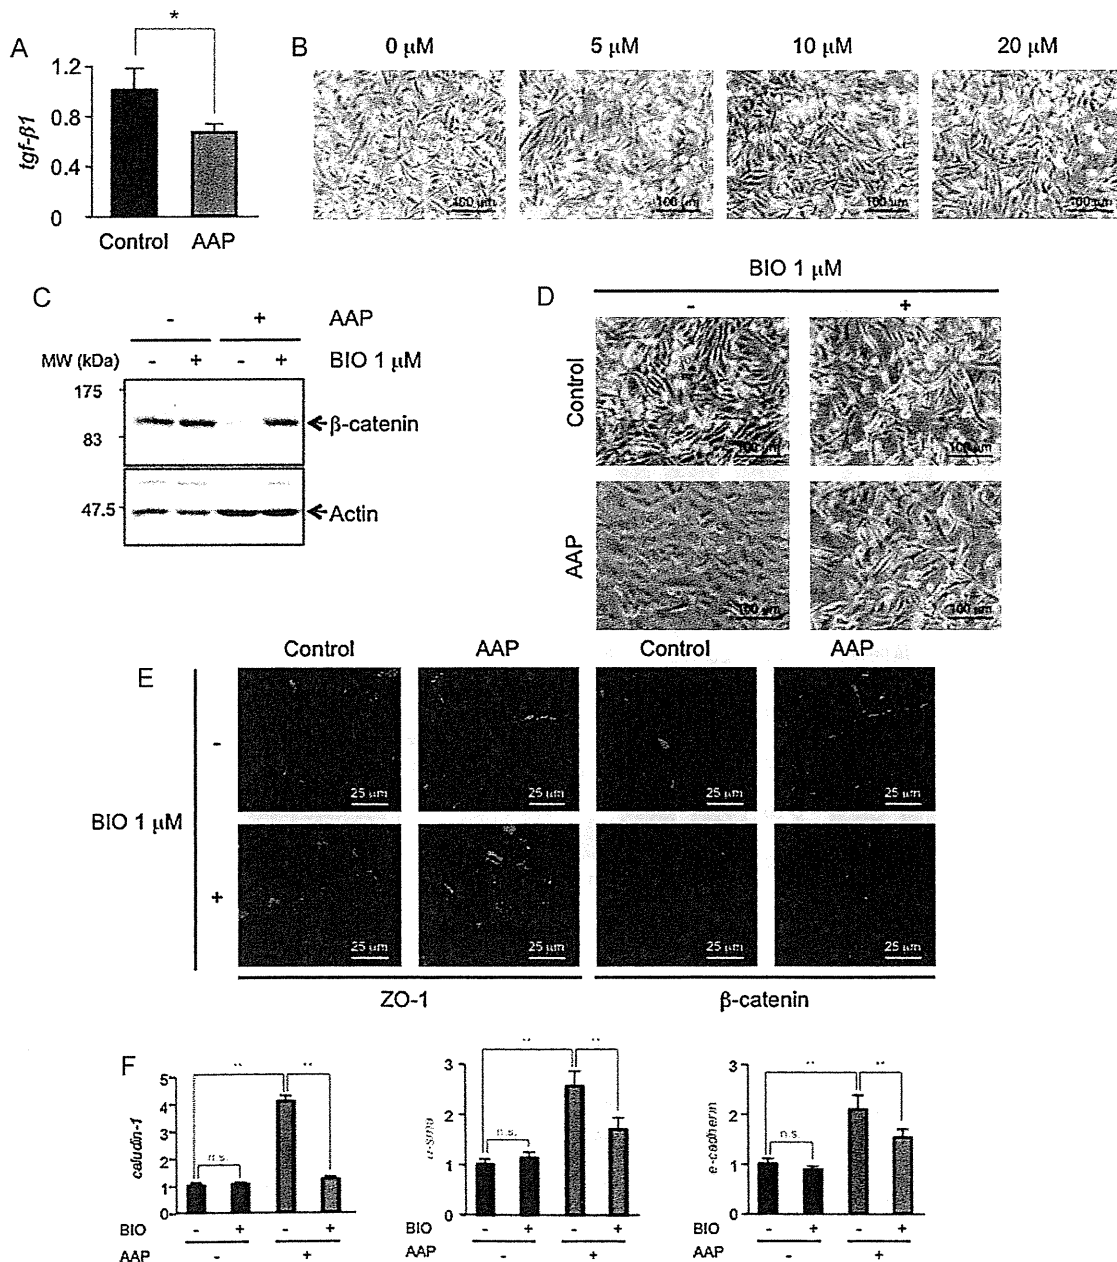 A
*
1.2
0.8
0.4
0
tgf-β1
Control AAP
B
0 μM 5 μM 10 μM 20 μM
100 μm 100 μm 100 μm 100 μm
C
- + AAP
MW (kDa) - + - + BIO 1 μM
175
83
β-catenin
47.5
Actin
D
BIO 1 μM
- +
Control
100 μm 100 μm
AAP
100 μm 100 μm
E
Control AAP Control AAP
BIO 1 μM
-
25 μm 25 μm 25 μm 25 μm
+
25 μm 25 μm 25 μm 25 μm
ZO-1 β-catenin
F
5
4
3
2
1
0
caludin-1
n.s.
BIO - + - +
AAP - +
3
2
1
0
α-sma
n.s.
BIO - + - +
AAP - +
3
2
1
0
e-cadherin
n.s.
BIO - + - +
AAP - +